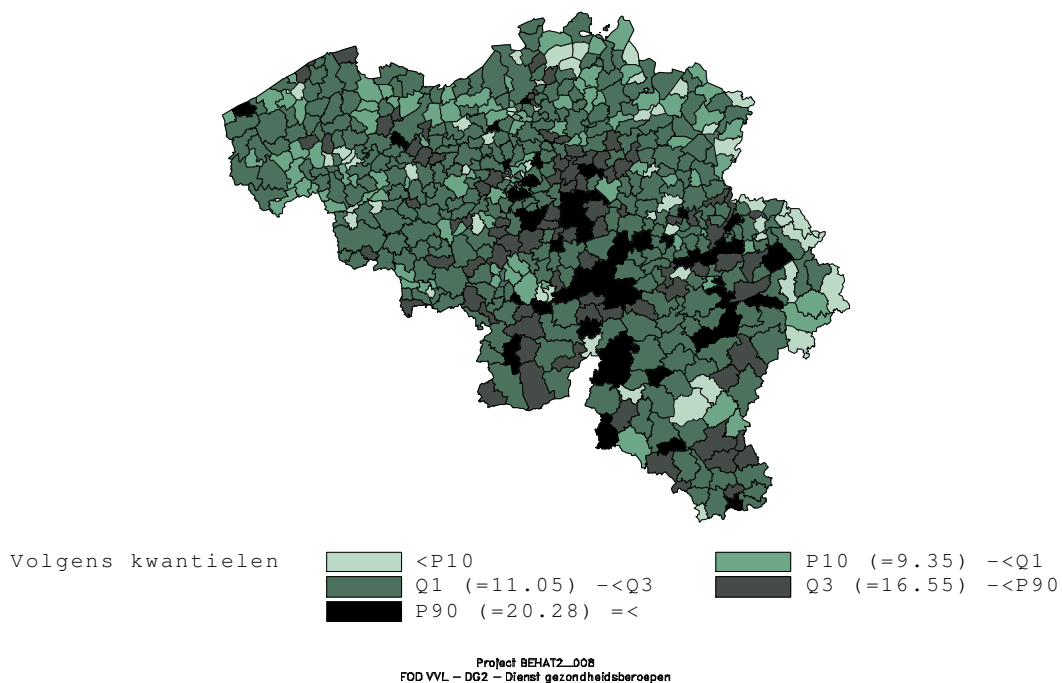 Volgens kwantielen <P10 P10 (=9.35) -<Q1
Q1 (=11.05) -<Q3 Q3 (=16.55) -<P90
P90 (=20.28) =<
Project BEHAT2_008
FOD VVL - DG2 - Dienst gezondheidsberoepen